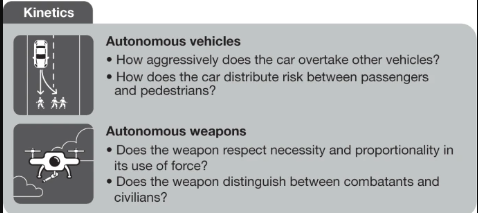 Kinetics
Autonomous vehicles
• How aggressively does the car overtake other vehicles?
• How does the car distribute risk between passengers
and pedestrians?
Autonomous weapons
• Does the weapon respect necessity and proportionality in
its use of force?
• Does the weapon distinguish between combatants and
civilians?